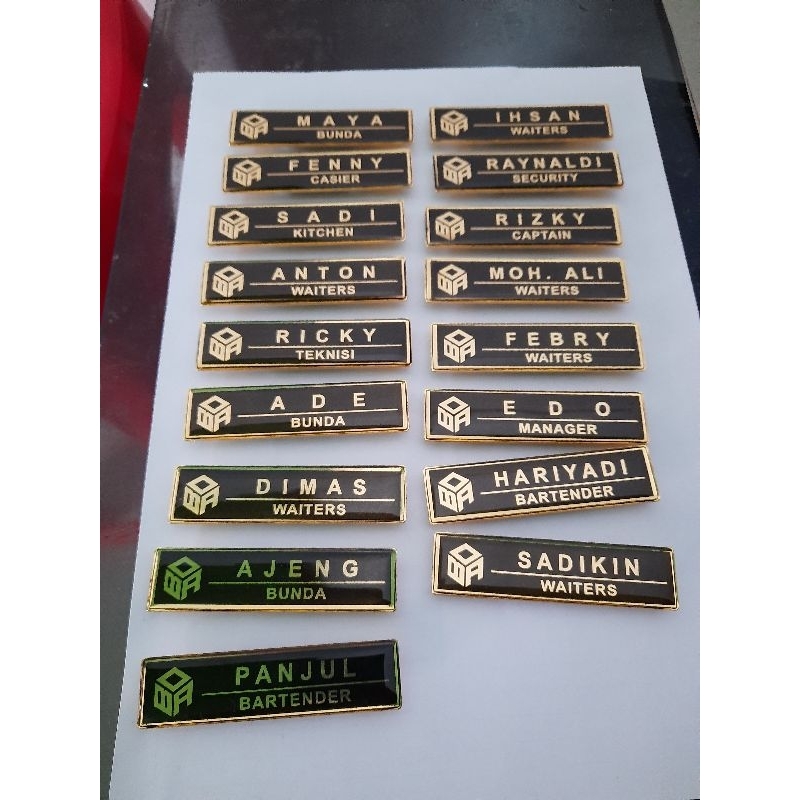 MAYA
BUNDA
FENNY
CASIER
SADI
KITCHEN
ANTON
WAITERS
RICKY
TEKNISI
ADE
BUNDA
DIMAS
WAITERS
AJENG
BUNDA
PANJUL
BARTENDER
IHSAN
WAITERS
RAYNALDI
SECURITY
RIZKY
CAPTAIN
MOH. ALI
WAITERS
FEBRY
WAITERS
EDO
MANAGER
HARIYADI
BARTENDER
SADIKIN
WAITERS